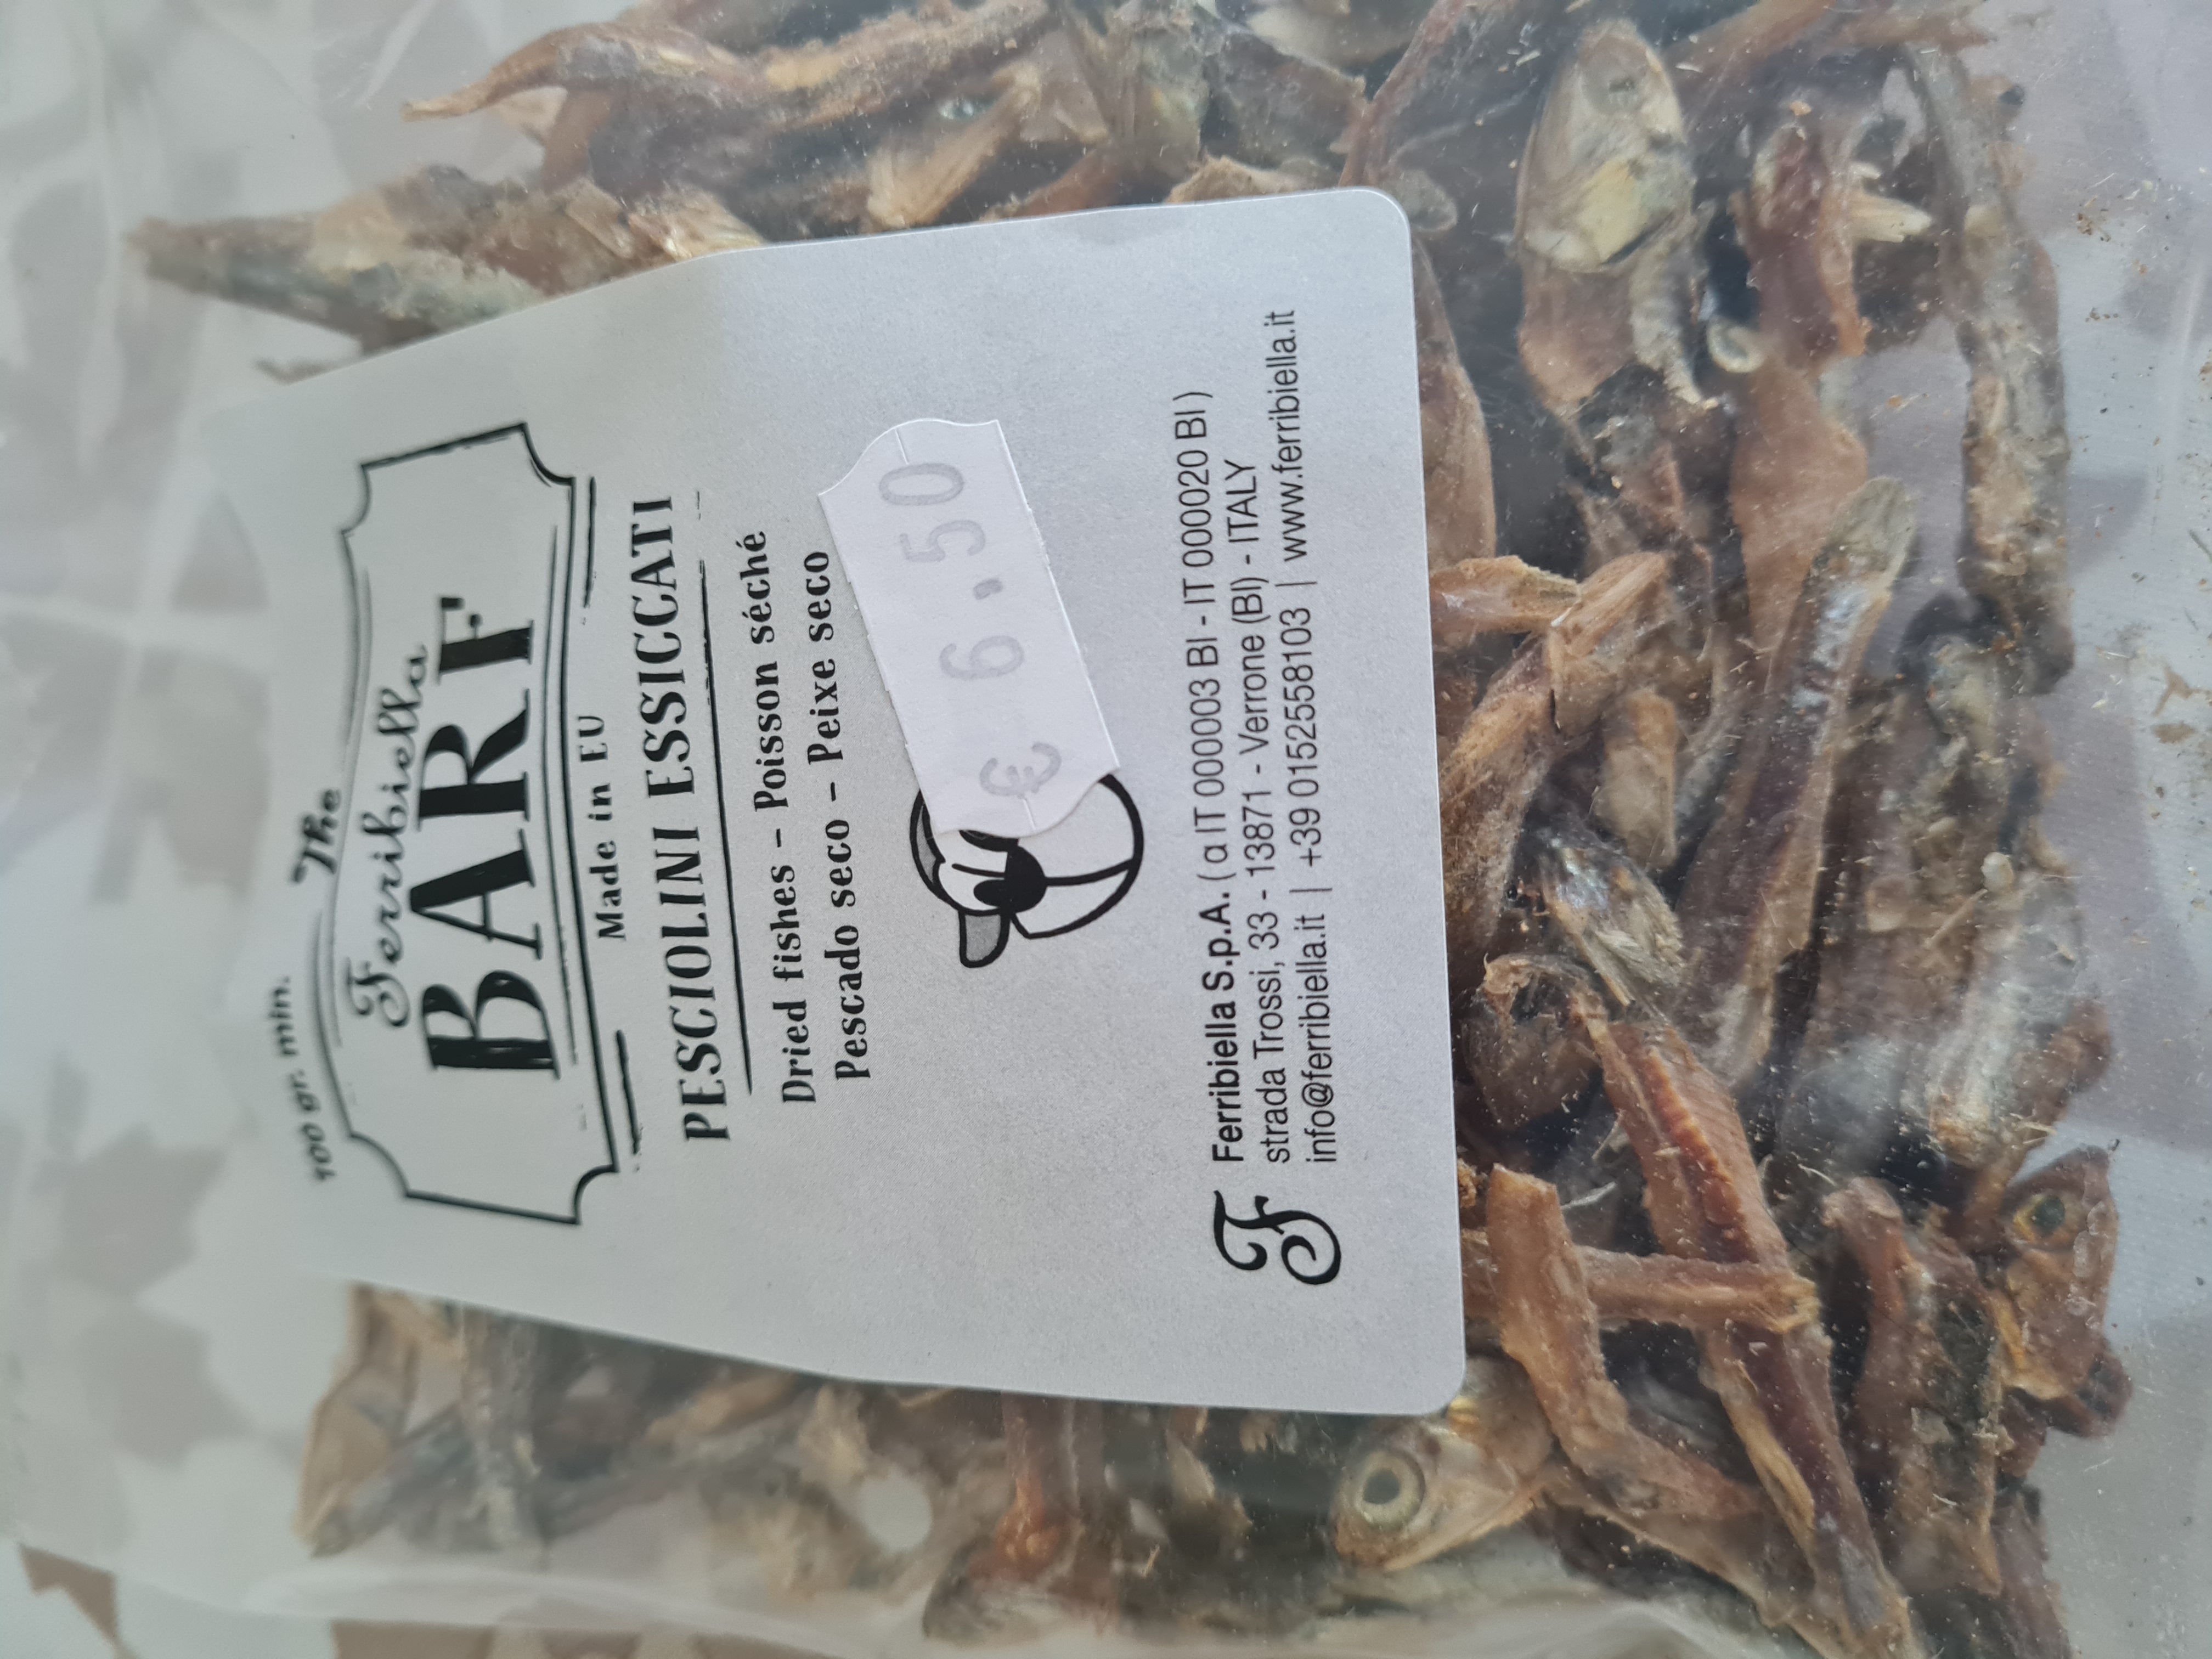 100 gr. min.
The
Ferribiella
BARF
Made in EU
PESCIOLINI ESSICCATI
Dried fishes – Poisson séché
Pescado seco – Peixe seco
€ 6,50
F
Ferribiella S.p.A. ( α IT 000003 BI - IT 000020 BI )
strada Trossi, 33 - 13871 - Verrone (BI) - ITALY
info@ferribiella.it | +39 0152558103 | www.ferribiella.it